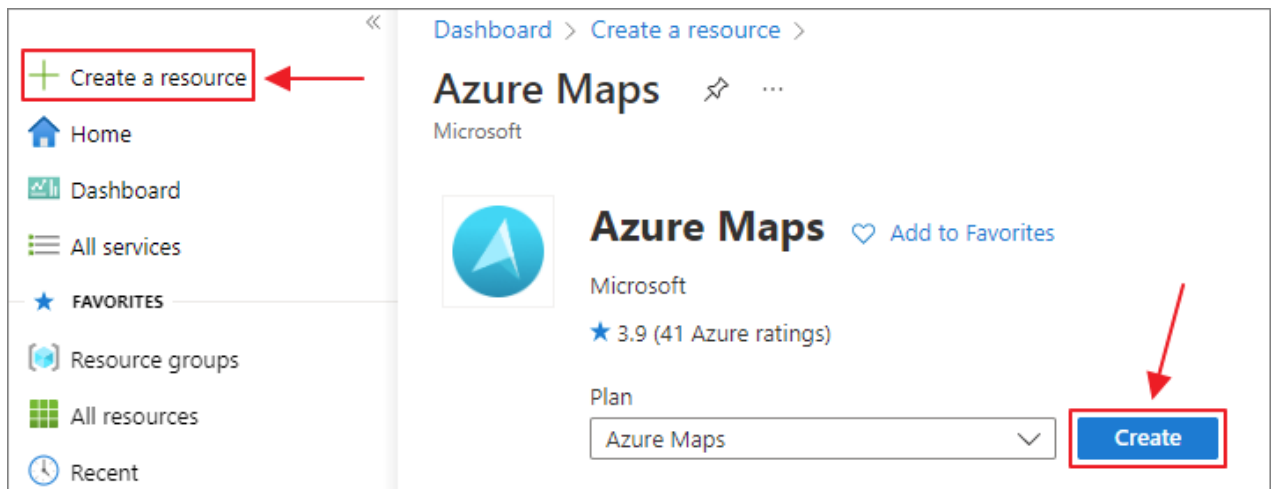 Create a resource
Home
Dashboard
All services
FAVORITES
Resource groups
All resources
Recent
Dashboard > Create a resource >
Azure Maps
Microsoft
Azure Maps
Add to Favorites
Microsoft
3.9 (41 Azure ratings)
Plan
Azure Maps
Create